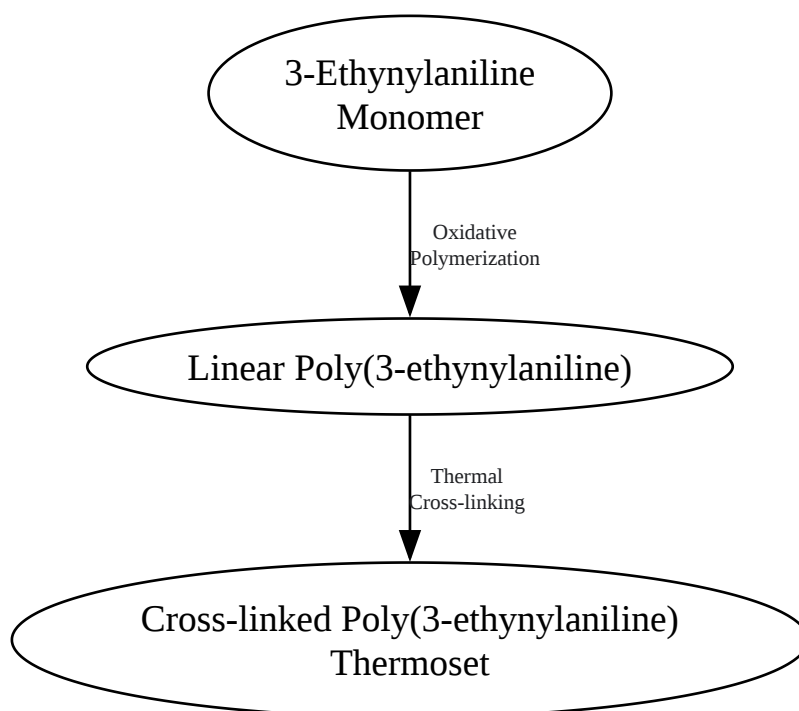 3-Ethynylaniline
Monomer
Oxidative
Polymerization
Linear Poly(3-ethynylaniline)
Thermal
Cross-linking
Cross-linked Poly(3-ethynylaniline)
Thermoset